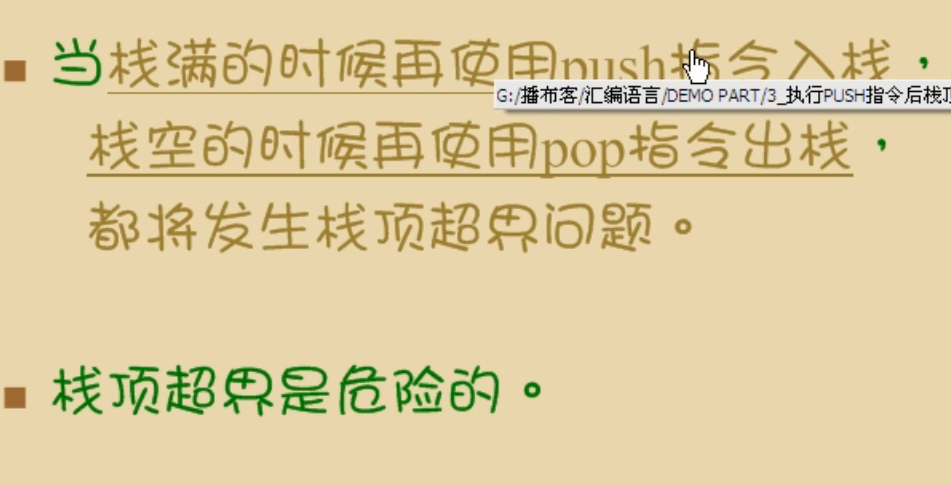 ■ 当栈满的时候再使用push指令入栈，
G:/播布客/汇编语言/DEMO PART/3_执行PUSH指令后栈顶
栈空的时候再使用pop指令出栈，
都将发生栈顶超界问题。
■ 栈顶超界是危险的。